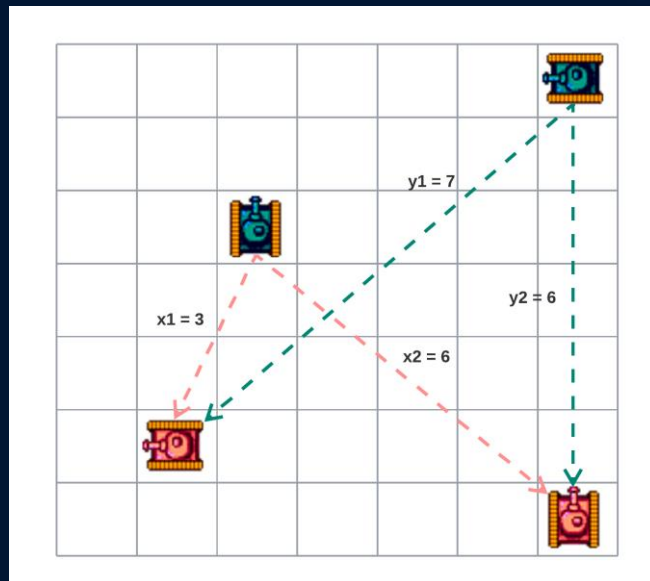 y1 = 7
y2 = 6
x1 = 3
x2 = 6